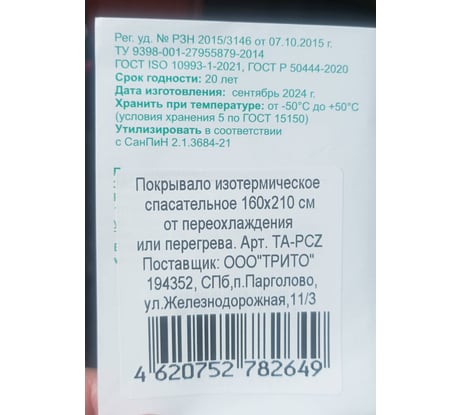 Рег. уд. № РЗН 2015/3146 от 07.10.2015 г.
ТУ 9398-001-27955879-2014
ГОСТ ISO 10993-1-2021, ГОСТ Р 50444-2020
Срок годности: 20 лет
Дата изготовления: сентябрь 2024 г.
Хранить при температуре: от -50°С до +50°С
(условия хранения 5 по ГОСТ 15150)
Утилизировать в соответствии
с СанПиН 2.1.3684-21
Покрывало изотермическое
спасательное 160х210 см
от переохлаждения
или перегрева. Арт. TA-PCZ
Поставщик: ООО"ТРИТО"
194352, СПб,п.Парголово,
ул.Железнодорожная,11/3
4 620752 782649